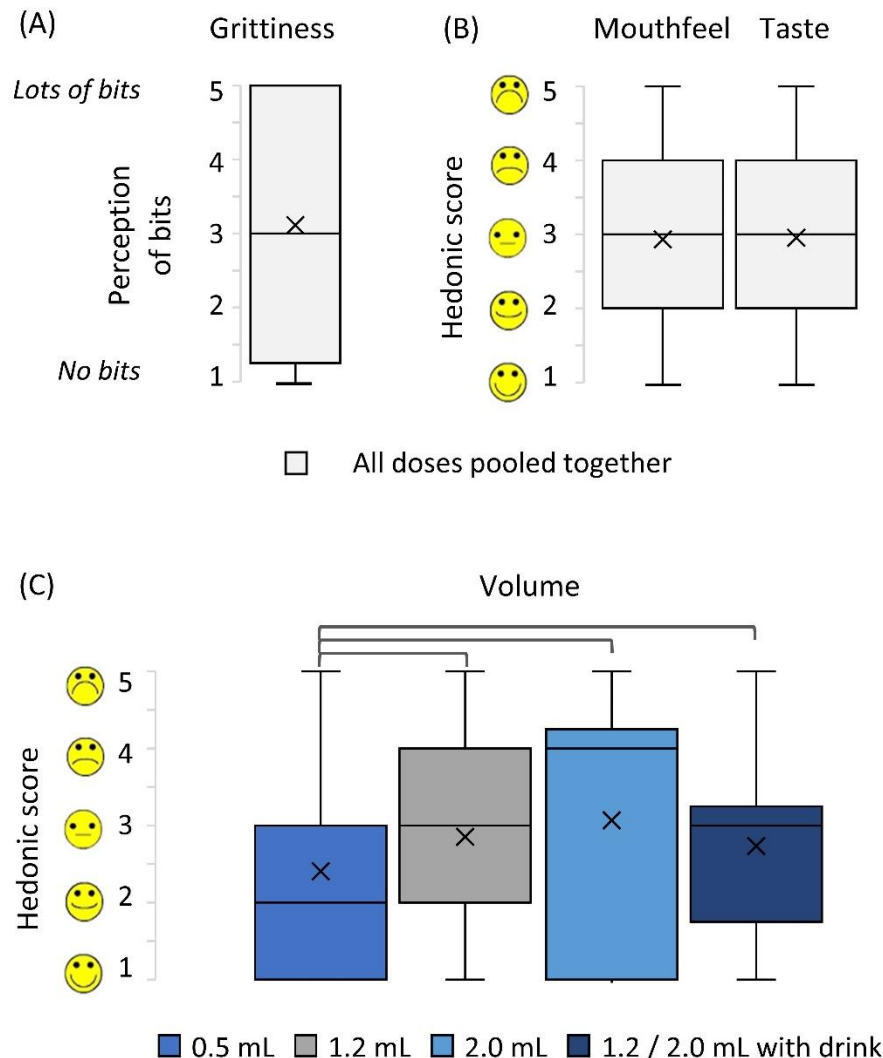 (A)
Grittiness
Lots of bits
5
4
3
2
1
Perception
of bits
No bits
(B)
Mouthfeel Taste
Hedonic score
5
4
3
2
1
All doses pooled together
(C)
Volume
Hedonic score
5
4
3
2
1
0.5 mL 1.2 mL 2.0 mL 1.2 / 2.0 mL with drink